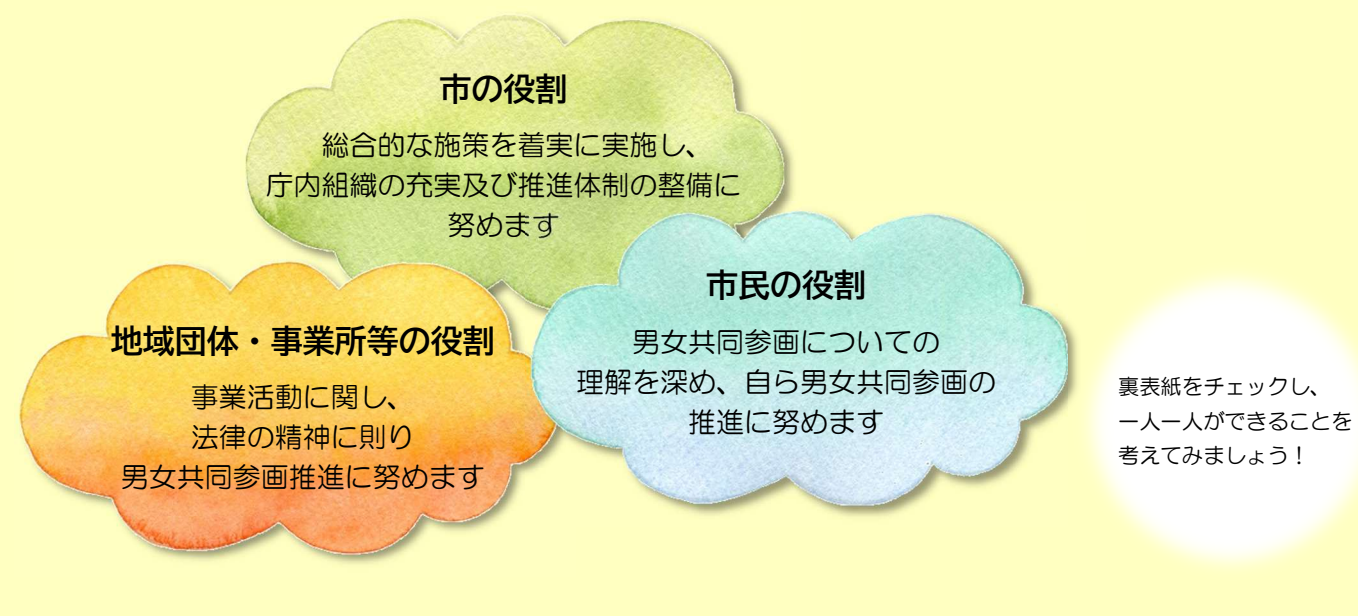 市の役割
総合的な施策を着実に実施し、
庁内組織の充実及び推進体制の整備に
努めます
地域団体・事業所等の役割
事業活動に関し、
法律の精神に則り
男女共同参画推進に努めます
市民の役割
男女共同参画についての
理解を深め、自ら男女共同参画の
推進に努めます
裏表紙をチェックし、
一人一人ができることを
考えてみましょう！